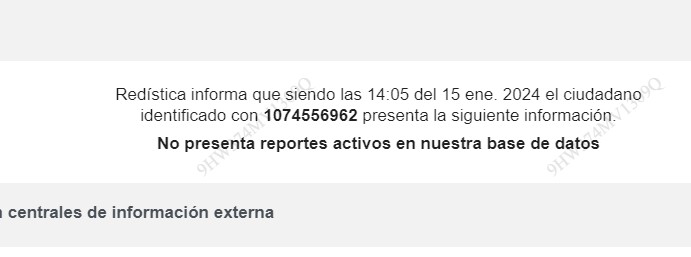 Redística informa que siendo las 14:05 del 15 ene. 2024 el ciudadano
identificado con 1074556962 presenta la siguiente información.
No presenta reportes activos en nuestra base de datos
centrales de información externa